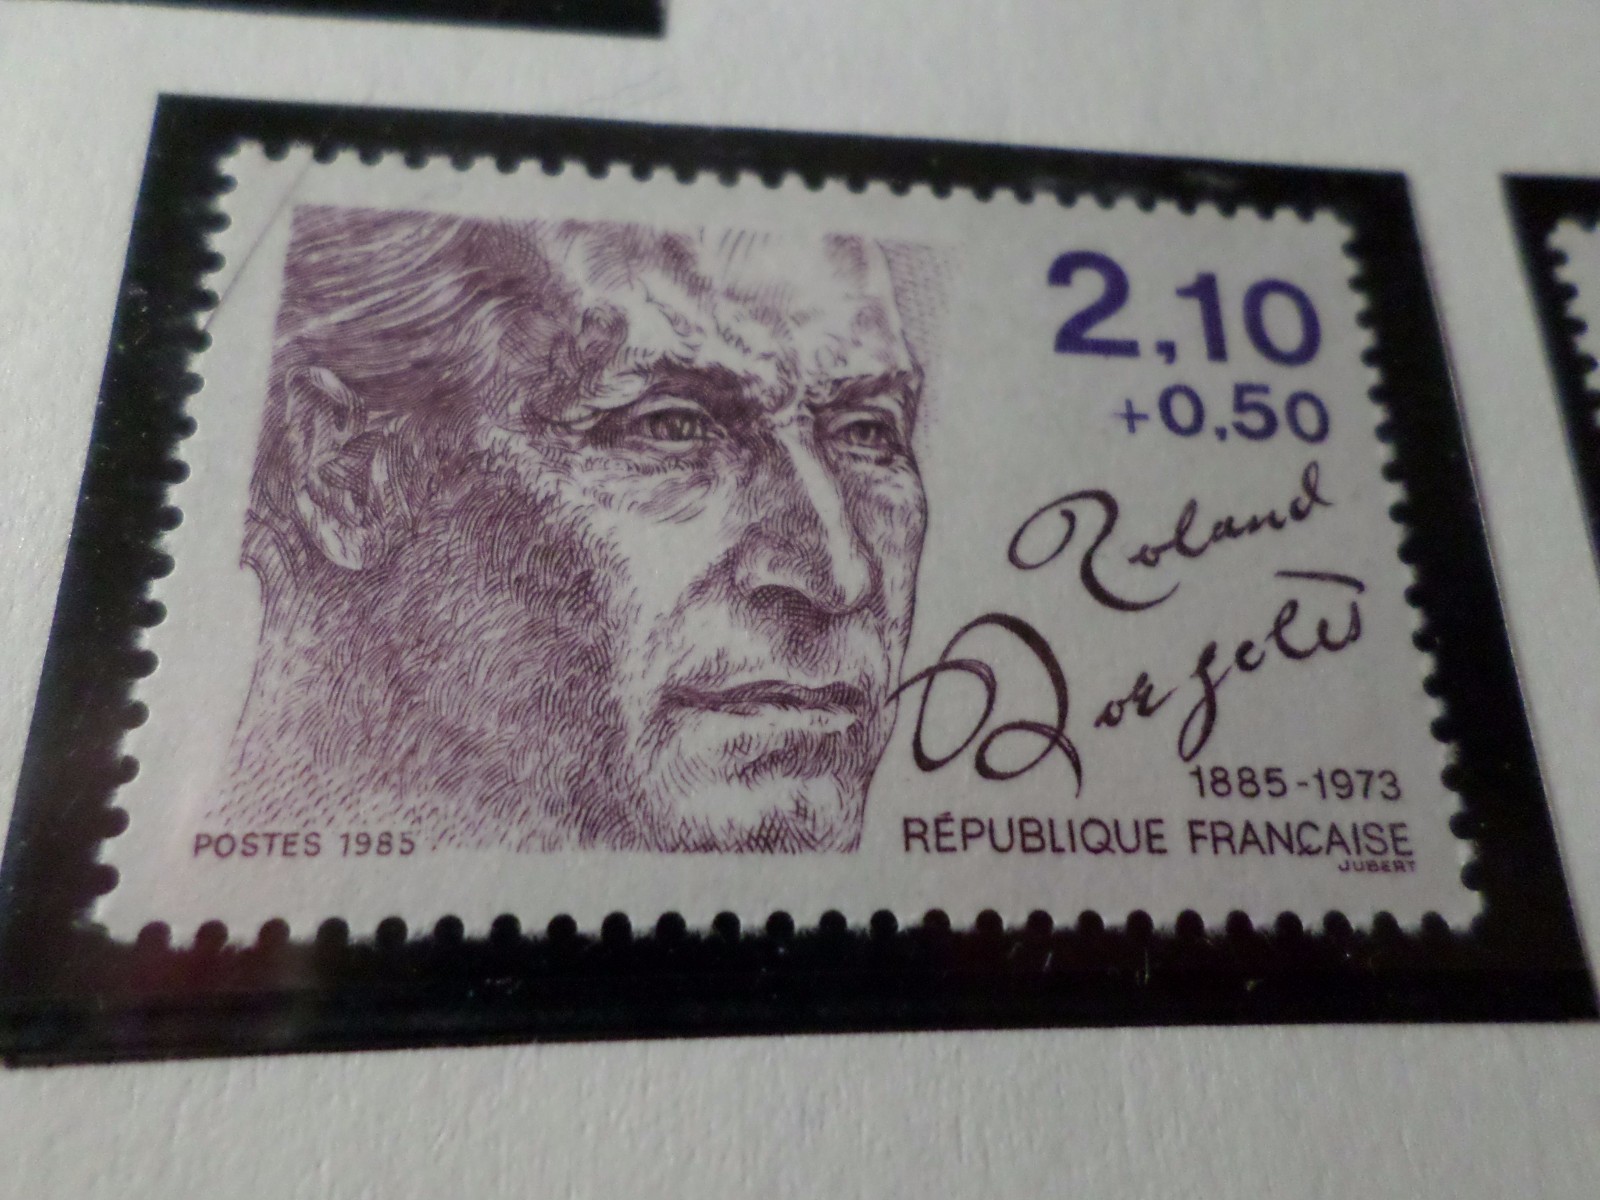 2,10
+0,50
Roland
Dorgelès
1885-1973
POSTES 1985
RÉPUBLIQUE FRANÇAISE
JUBERT